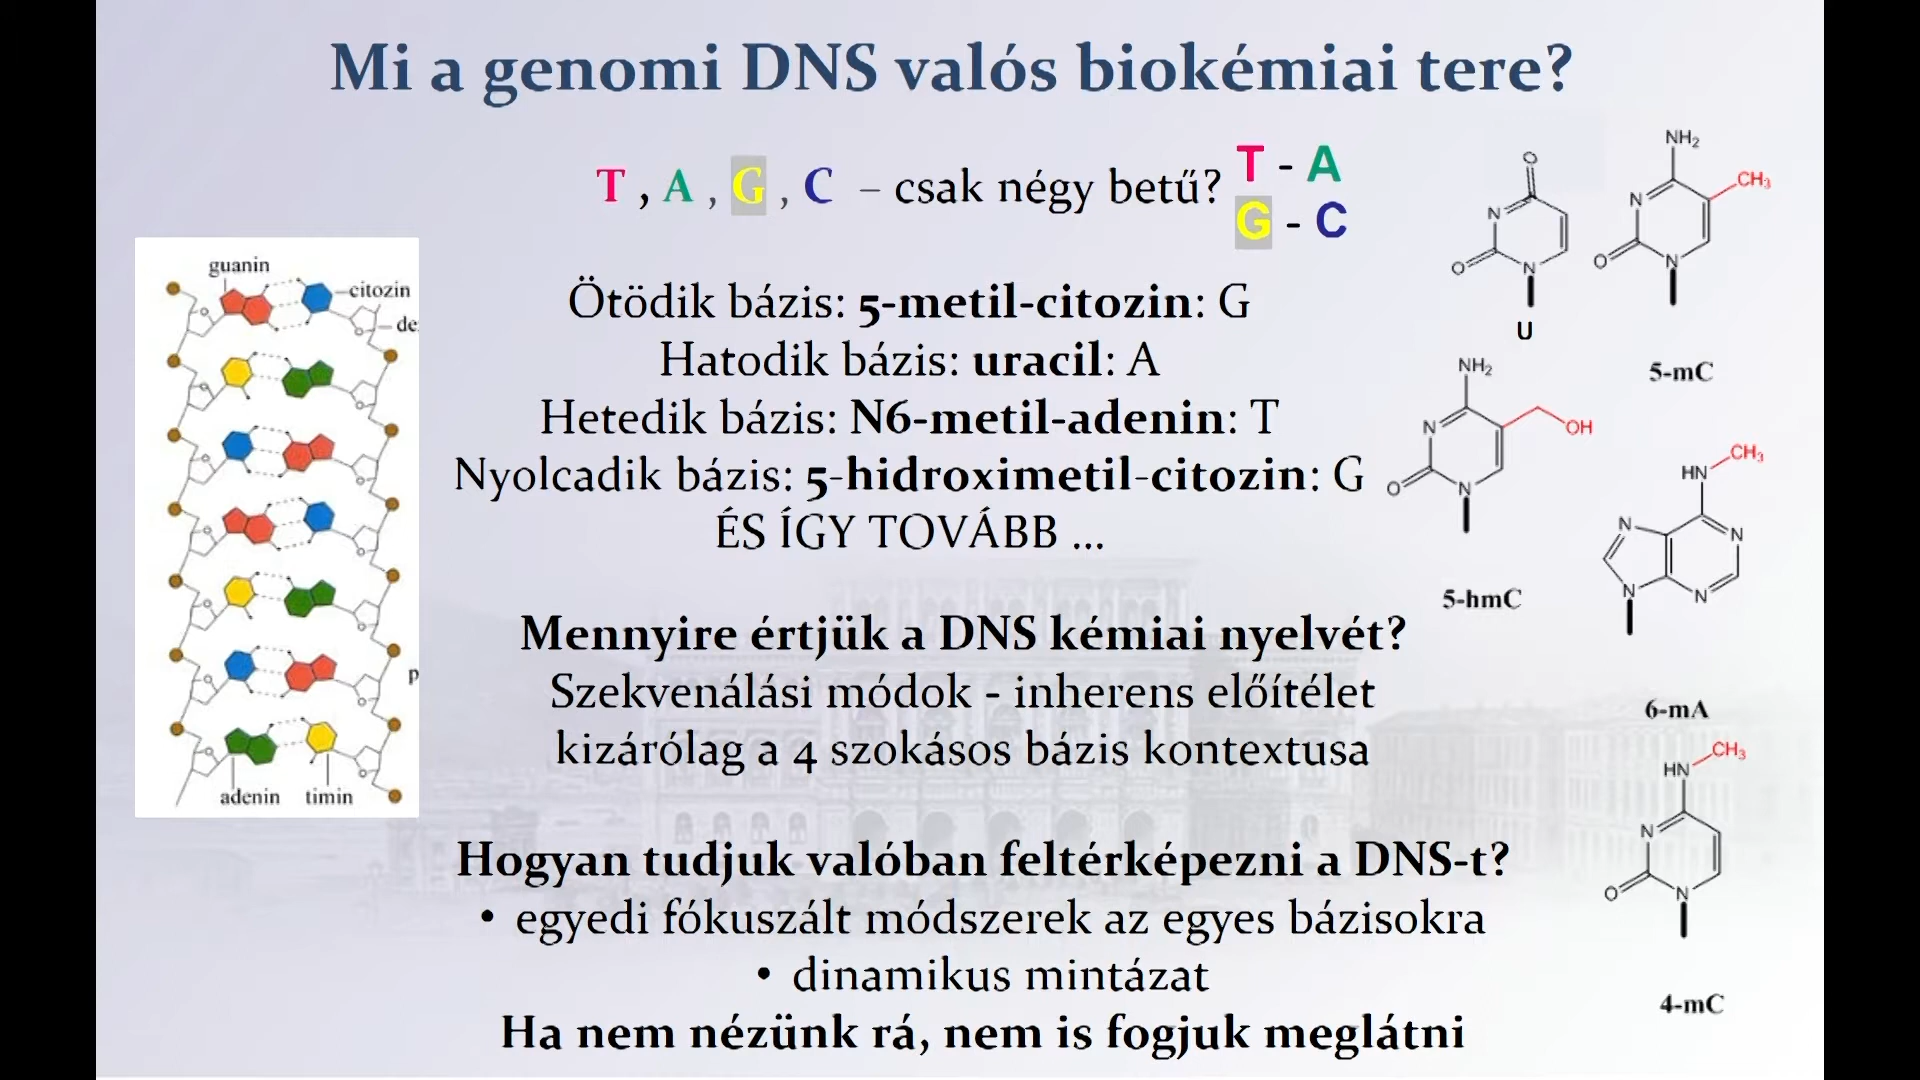 Mi a genomi DNS valós biokémiai tere?
T , A , G , C – csak négy betű?
T - A
G - C
Ötödik bázis: 5-metil-citozin: G
Hatodik bázis: uracil: A
Hetedik bázis: N6-metil-adenin: T
Nyolcadik bázis: 5-hidroximetil-citozin: G
ÉS ÍGY TOVÁBB ...
Mennyire értjük a DNS kémiai nyelvét?
Szekvenálási módok - inherens előítélet
kizárólag a 4 szokásos bázis kontextusa
Hogyan tudjuk valóban feltérképezni a DNS-t?
• egyedi fókuszált módszerek az egyes bázisokra
• dinamikus mintázat
Ha nem nézünk rá, nem is fogjuk meglátni
guanin
citozin
de
p
adenin timin
O
N
O
N
U
NH₂
CH₃
N
O
N
5-mC
NH₂
N
OH
O
N
5-hmC
CH₃
HN
N
N
N
N
6-mA
CH₃
HN
N
O
N
4-mC